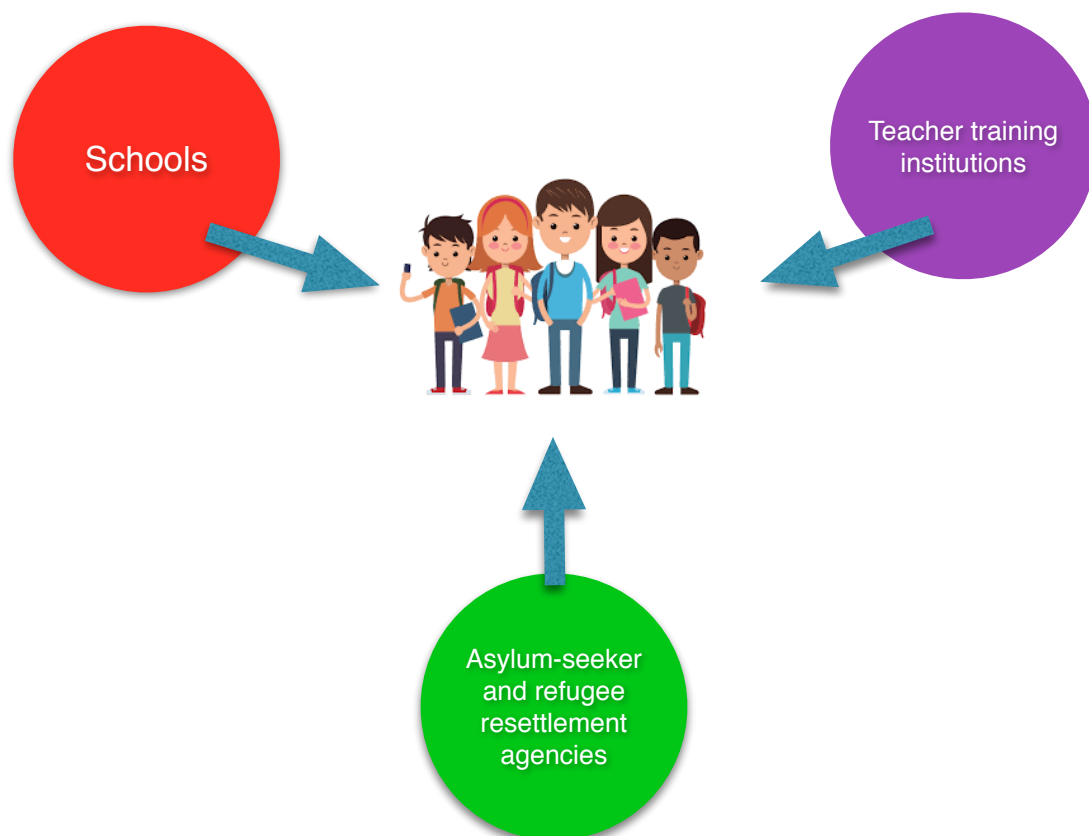 Schools
Teacher training
institutions
Asylum-seeker
and refugee
resettlement
agencies